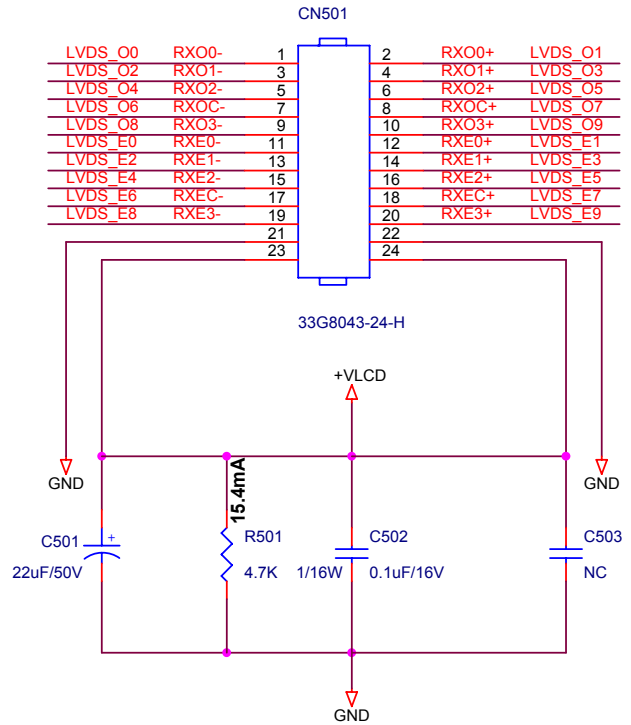 CN501
LVDS_O0 RXO0- 1 2 RXO0+ LVDS_O1
LVDS_O2 RXO1- 3 4 RXO1+ LVDS_O3
LVDS_O4 RXO2- 5 6 RXO2+ LVDS_O5
LVDS_O6 RXOC- 7 8 RXOC+ LVDS_O7
LVDS_O8 RXO3- 9 10 RXO3+ LVDS_O9
LVDS_E0 RXE0- 11 12 RXE0+ LVDS_E1
LVDS_E2 RXE1- 13 14 RXE1+ LVDS_E3
LVDS_E4 RXE2- 15 16 RXE2+ LVDS_E5
LVDS_E6 RXEC- 17 18 RXEC+ LVDS_E7
LVDS_E8 RXE3- 19 20 RXE3+ LVDS_E9
21 22
23 24
33G8043-24-H
+VLCD
GND
GND
15.4mA
C501 + R501 C502 C503
22uF/50V 4.7K 1/16W 0.1uF/16V NC
GND